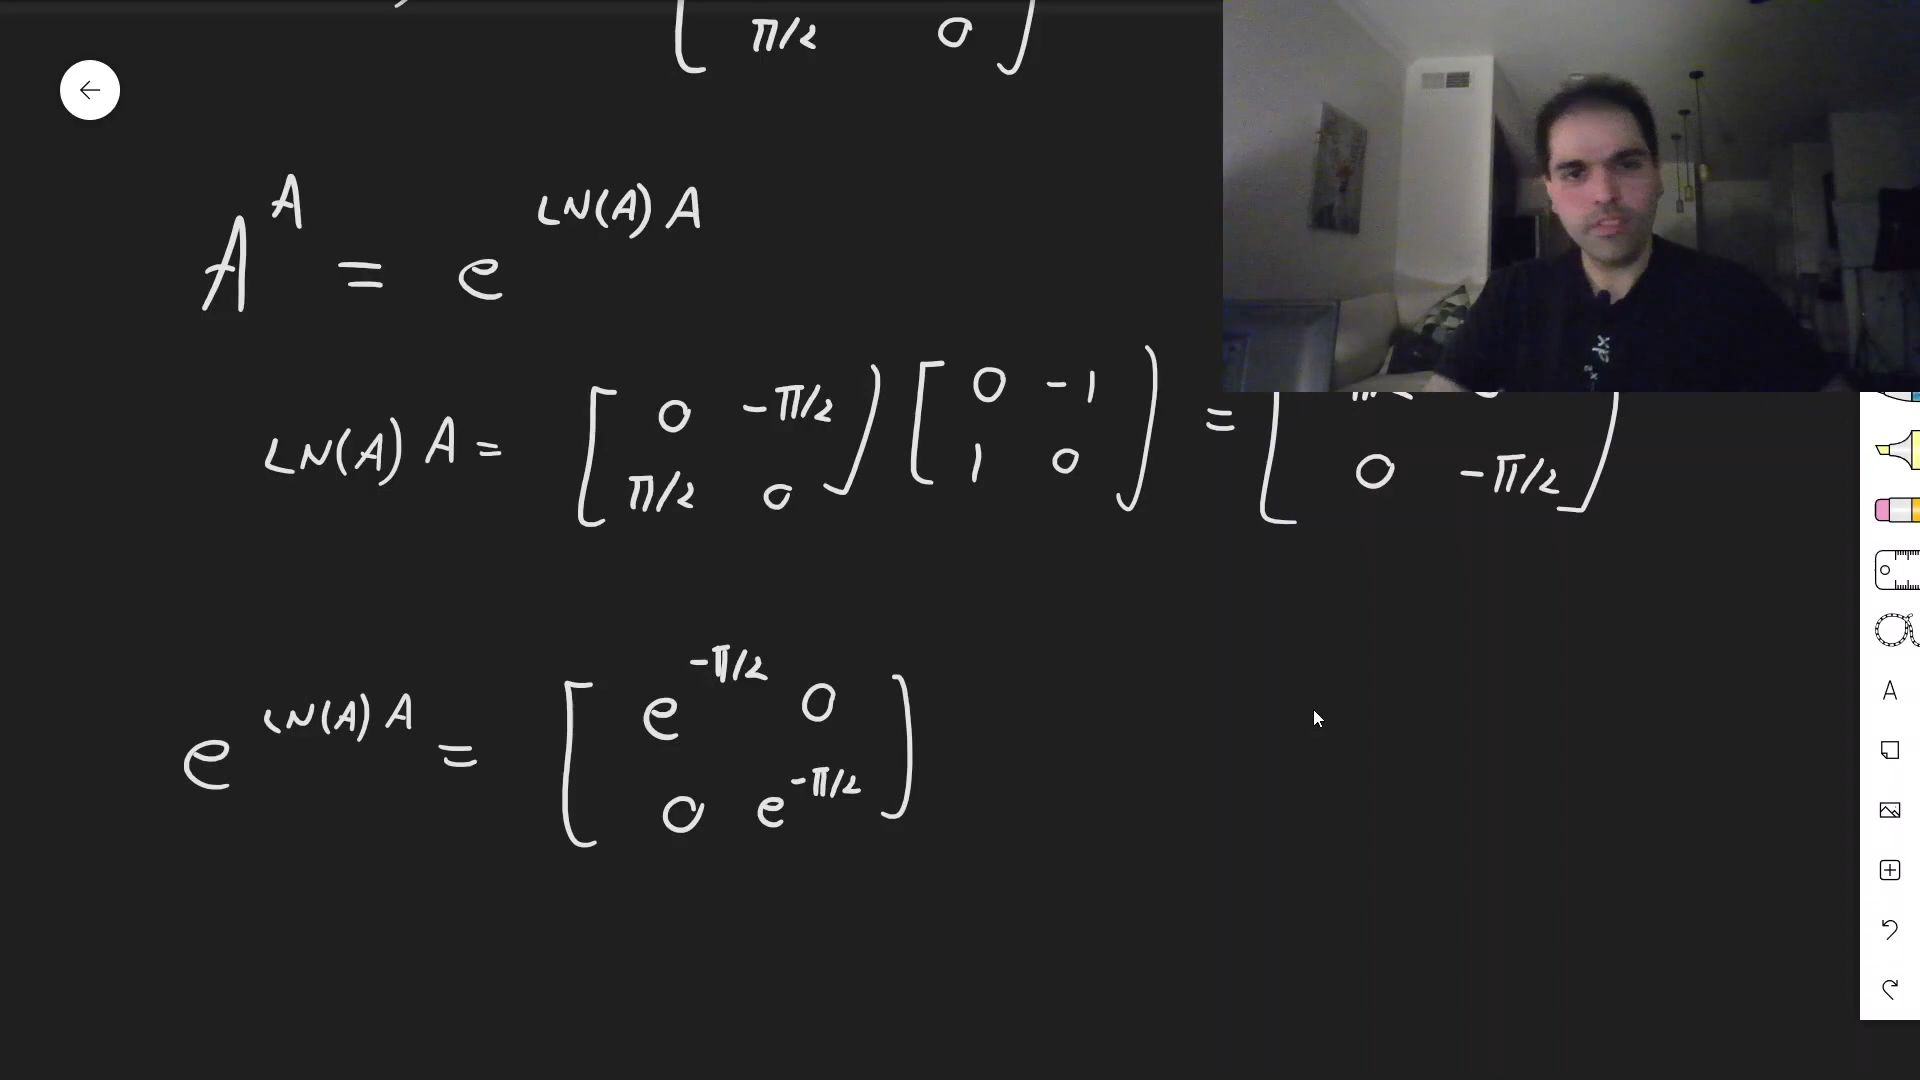 π/2 0
A^A = e^{LN(A) A}
LN(A) A = [0 -π/2] [0 -1] =
[π/2 0] [1 0] [0 -π/2]
e^{LN(A) A} = [e^{-π/2} 0]
[0 e^{-π/2}]
dx
A